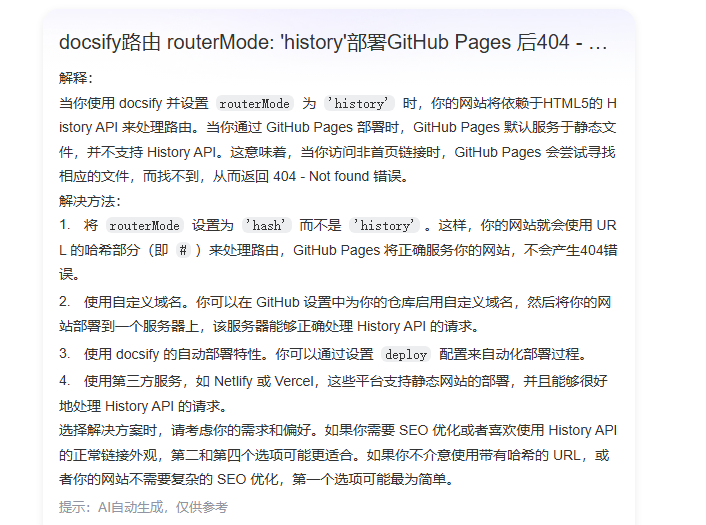 docsify路由 routerMode: 'history'部署GitHub Pages 后404 - …
解释：
当你使用 docsify 并设置 routerMode 为 'history' 时，你的网站将依赖于HTML5的 H
istory API 来处理路由。当你通过 GitHub Pages 部署时，GitHub Pages 默认服务于静态文
件，并不支持 History API。这意味着，当你访问非首页链接时，GitHub Pages 会尝试寻找
相应的文件，而找不到，从而返回 404 - Not found 错误。
解决方法：
1. 将 routerMode 设置为 'hash' 而不是 'history' 。这样，你的网站就会使用 UR
L 的哈希部分（即 # ）来处理路由，GitHub Pages 将正确服务你的网站，不会产生404错
误。
2. 使用自定义域名。你可以在 GitHub 设置中为你的仓库启用自定义域名，然后将你的网
站部署到一个服务器上，该服务器能够正确处理 History API 的请求。
3. 使用 docsify 的自动部署特性。你可以通过设置 deploy 配置来自动化部署过程。
4. 使用第三方服务，如 Netlify 或 Vercel，这些平台支持静态网站的部署，并且能够很好
地处理 History API 的请求。
选择解决方案时，请考虑你的需求和偏好。如果你需要 SEO 优化或者喜欢使用 History API
的正常链接外观，第二和第四个选项可能更适合。如果你不介意使用带有哈希的 URL，或
者你的网站不需要复杂的 SEO 优化，第一个选项可能最为简单。
提示：AI自动生成，仅供参考